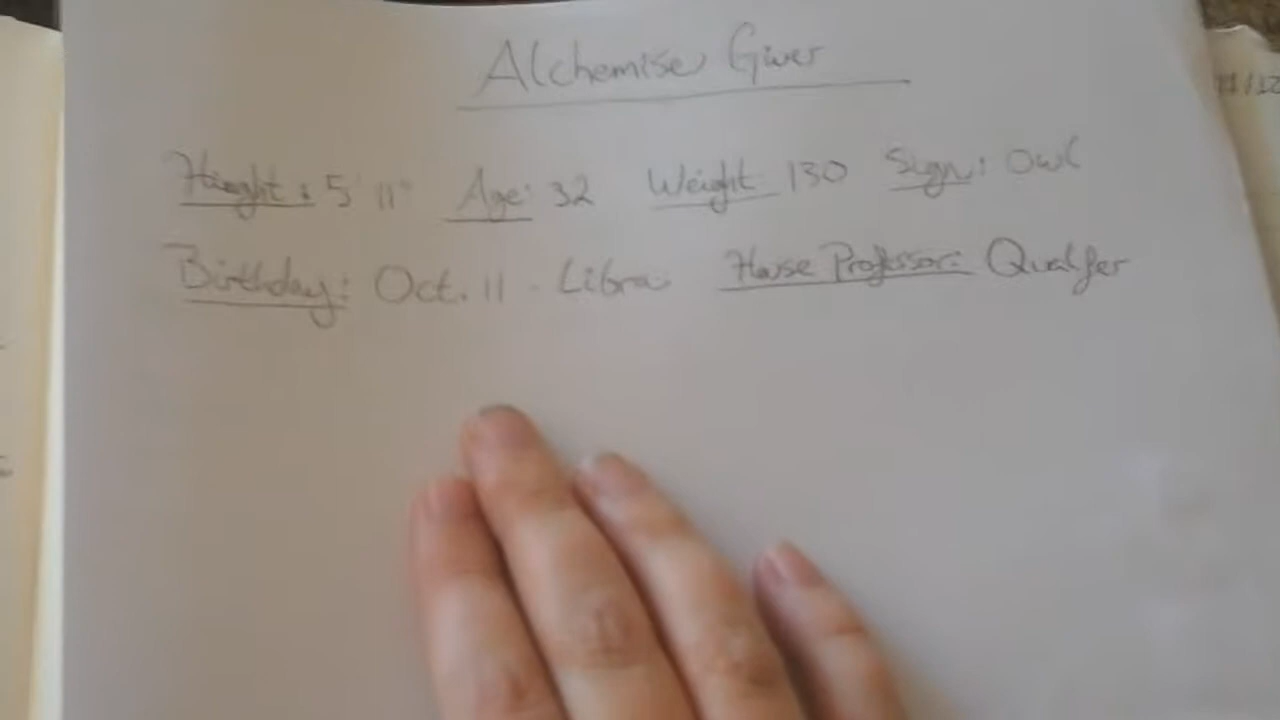 Alchemise Giver
Height: 5 11" Age: 32 Weight 130 Sign: Owl
Birthday: Oct. 11 - Libra House Professor: Qualfer